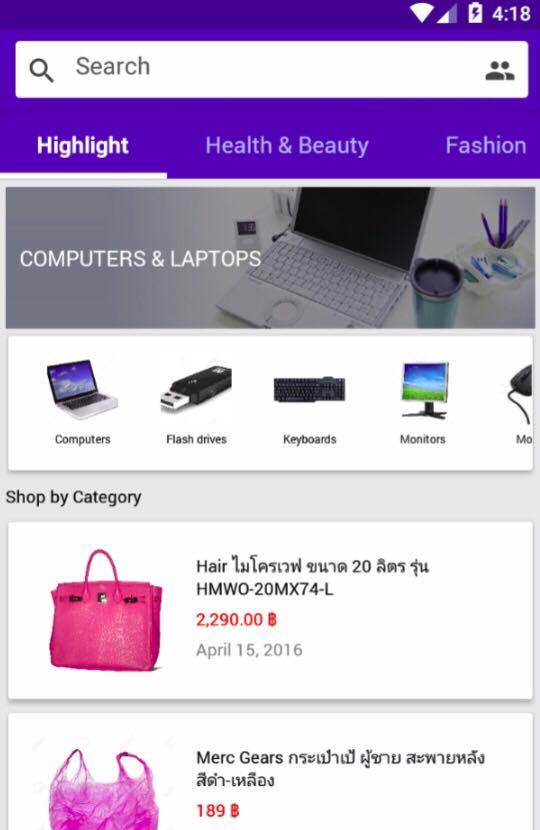 4:18
Search
Highlight
Health & Beauty
Fashion
COMPUTERS & LAPTOPS
Computers
Flash drives
Keyboards
Monitors
Mo
Shop by Category
Hair ไมโครเวฟ ขนาด 20 ลิตร รุ่น
HMWO-20MX74-L
2,290.00 ฿
April 15, 2016
Merc Gears กระเป๋าเป้ ผู้ชาย สะพายหลัง
สีดำ-เหลือง
189 ฿